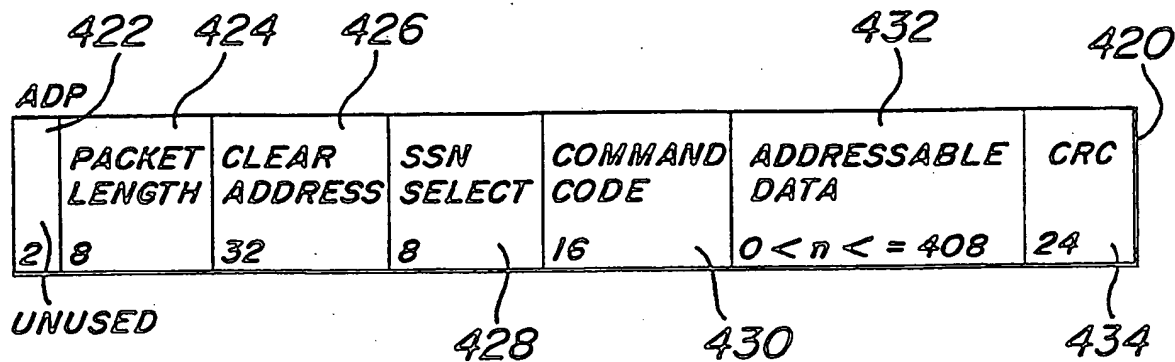 422 424 426 432 420
ADP
PACKET LENGTH CLEAR ADDRESS SSN SELECT COMMAND CODE ADDRESSABLE DATA CRC
2 8 32 8 16 0 < n < = 408 24
UNUSED
428 430 434